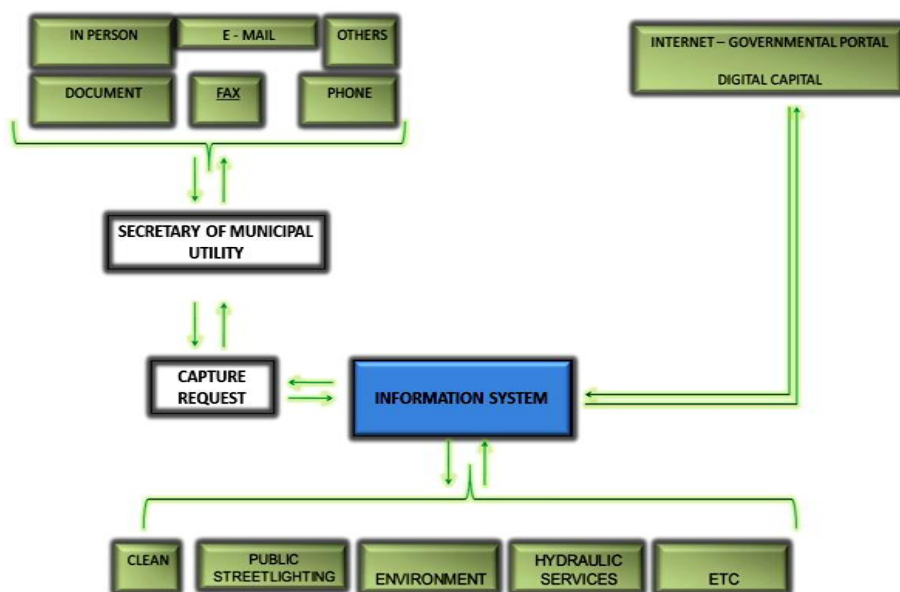 IN PERSON
E - MAIL
OTHERS
DOCUMENT
FAX
PHONE
INTERNET – GOVERNMENTAL PORTAL
DIGITAL CAPITAL
SECRETARY OF MUNICIPAL
UTILITY
CAPTURE
REQUEST
INFORMATION SYSTEM
CLEAN
PUBLIC
STREETLIGHTING
ENVIRONMENT
HYDRAULIC
SERVICES
ETC